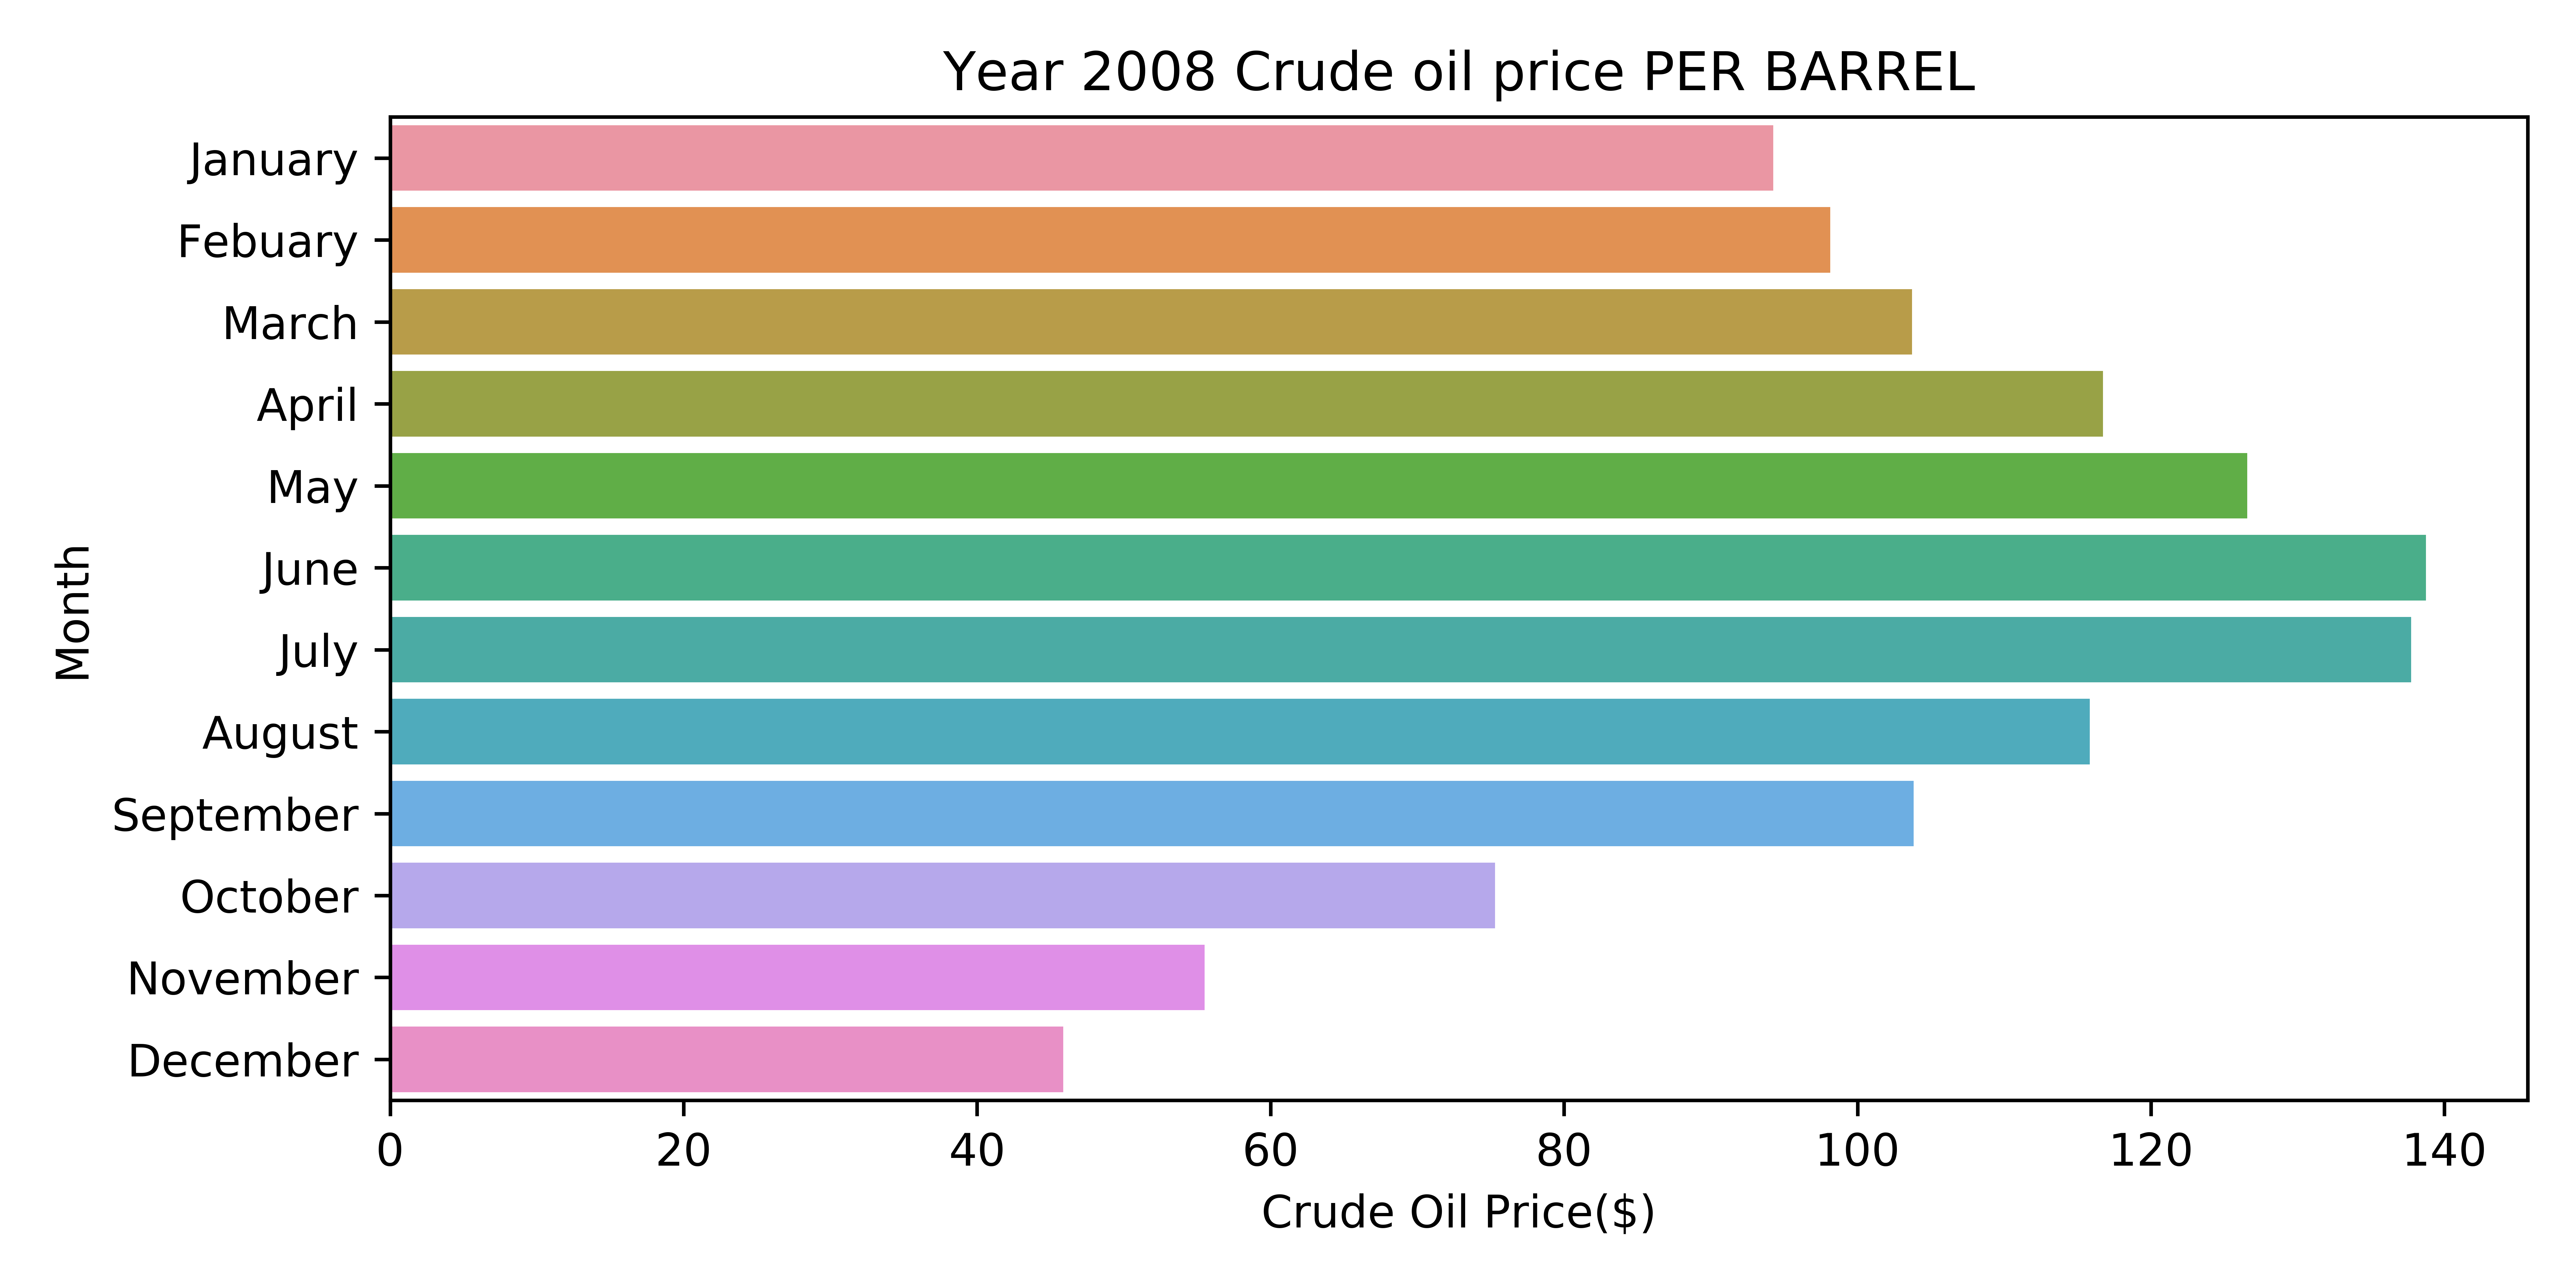 Year 2008 Crude oil price PER BARREL
January
Febuary
March
April
May
June
July
August
September
October
November
December
Month
0 20 40 60 80 100 120 140
Crude Oil Price($)